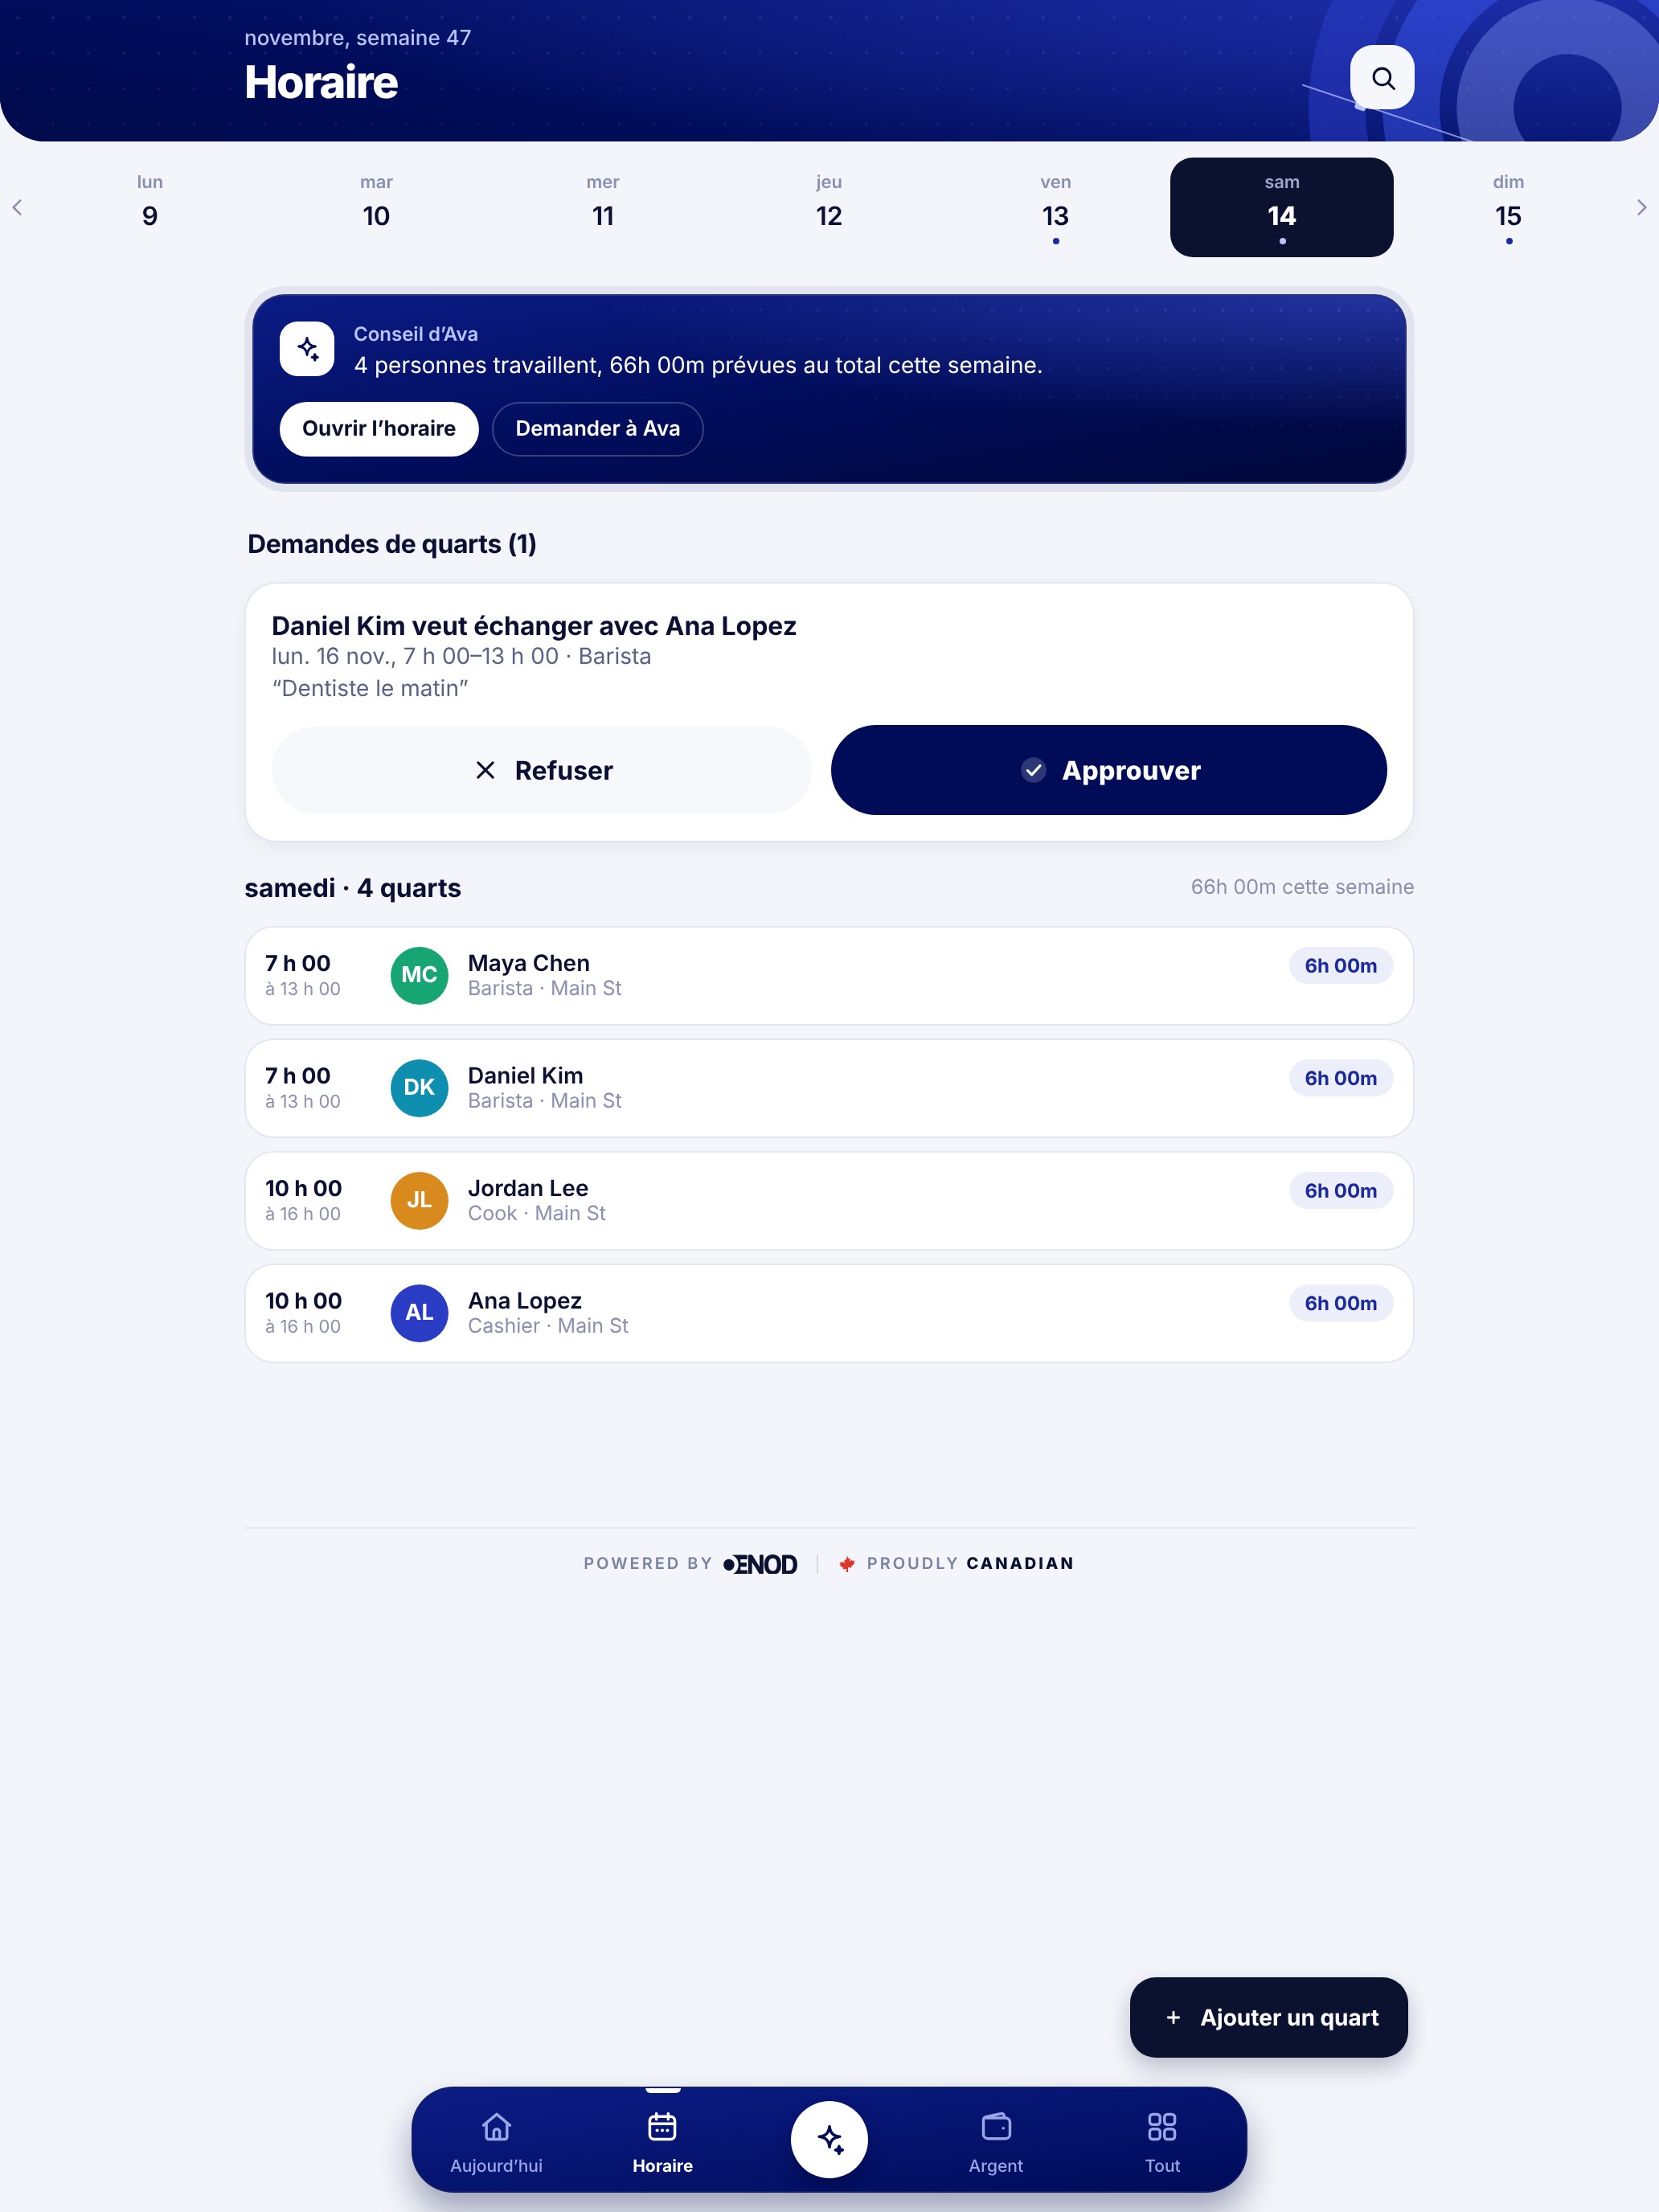 novembre, semaine 47
Horaire
lun mar mer jeu ven sam dim
9 10 11 12 13 14 15
Conseil d’Ava
4 personnes travaillent, 66h 00m prévues au total cette semaine.
Ouvrir l’horaire Demander à Ava
Demandes de quarts (1)
Daniel Kim veut échanger avec Ana Lopez
lun. 16 nov., 7 h 00–13 h 00 · Barista
“Dentiste le matin”
Refuser Approuver
samedi · 4 quarts 66h 00m cette semaine
7 h 00 MC Maya Chen 6h 00m
à 13 h 00 Barista · Main St
7 h 00 DK Daniel Kim 6h 00m
à 13 h 00 Barista · Main St
10 h 00 JL Jordan Lee 6h 00m
à 16 h 00 Cook · Main St
10 h 00 AL Ana Lopez 6h 00m
à 16 h 00 Cashier · Main St
POWERED BY ŒNOD PROUDLY CANADIAN
+ Ajouter un quart
Aujourd’hui Horaire Argent Tout